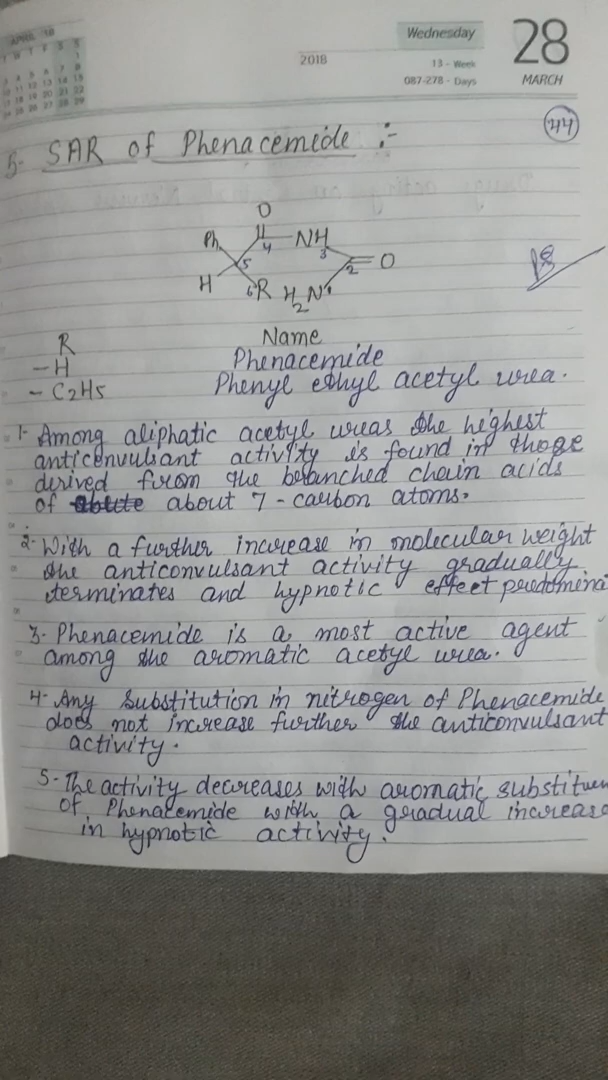 APRIL 18
Wednesday
28
2018
13 - Week
087-278 - Days
MARCH
44
5- SAR of Phenacemide :-
O
Ph
4
NH
3
5
2
O
H
6R
H2N1
R
Name
-H
Phenacemide
- C2H5
Phenyl ethyl acetyl urea.
1- Among aliphatic acetyl ureas the highest
anticonvulsant activity is found in those
derived from the branched chain acids
of about 7-carbon atoms.
2- With a further increase in molecular weight
the anticonvulsant activity gradually
terminates and hypnotic effect predomina
3- Phenacemide is a most active agent
among the aromatic acetyl urea.
4- Any substitution in nitrogen of Phenacemide
does not increase further the anticonvulsant
activity.
5- The activity decreases with aromatic substituen
of Phenacemide with a gradual increase
in hypnotic activity.